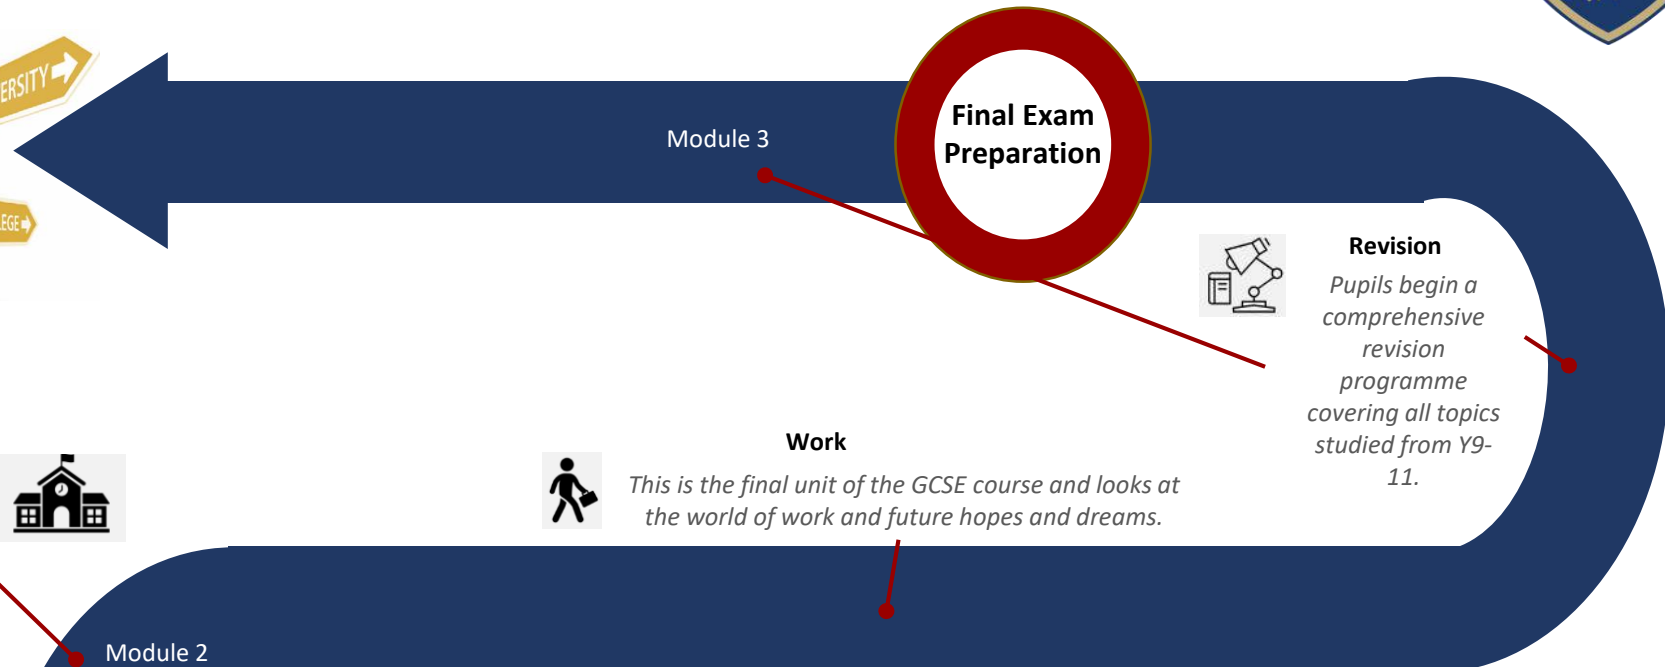 Module 3
Final Exam
Preparation
Revision
Pupils begin a
comprehensive
revision
programme
covering all topics
studied from Y9-
11.
Work
This is the final unit of the GCSE course and looks at
the world of work and future hopes and dreams.
Module 2